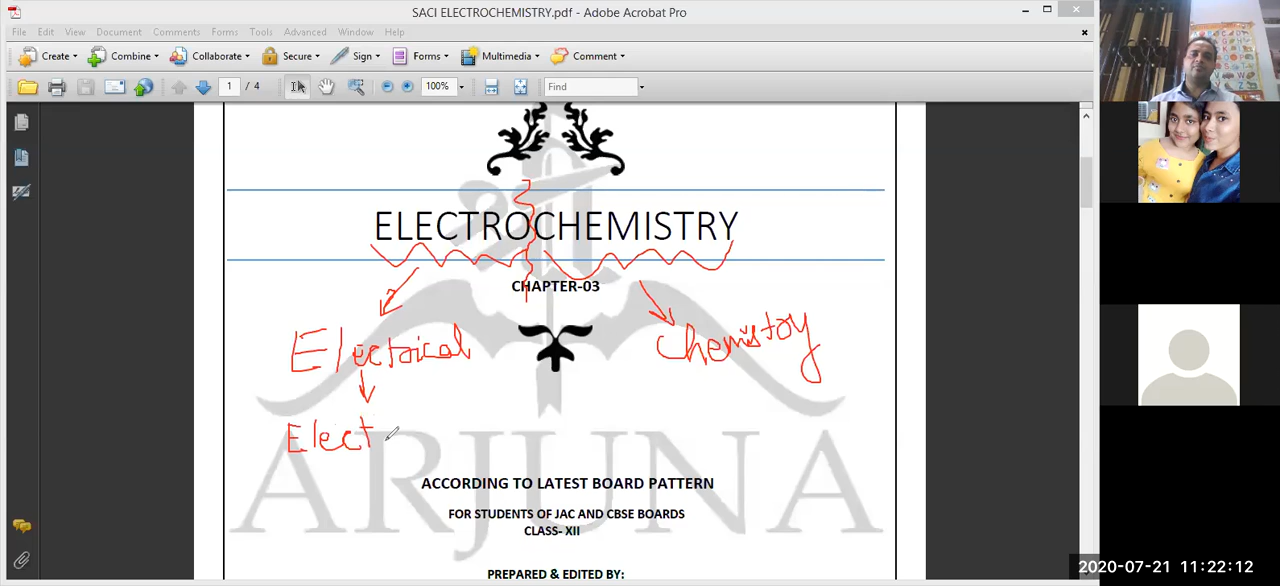 SACI ELECTROCHEMISTRY.pdf - Adobe Acrobat Pro
File Edit View Document Comments Forms Tools Advanced Window Help
Create Combine Collaborate Secure Sign Forms Multimedia Comment
1 / 4 100% Find
श्री
ELECTROCHEMISTRY
CHAPTER-03
Electrical Chemistry
Elect
ARJUNA
ACCORDING TO LATEST BOARD PATTERN
FOR STUDENTS OF JAC AND CBSE BOARDS
CLASS- XII
PREPARED & EDITED BY:
2020-07-21 11:22:12